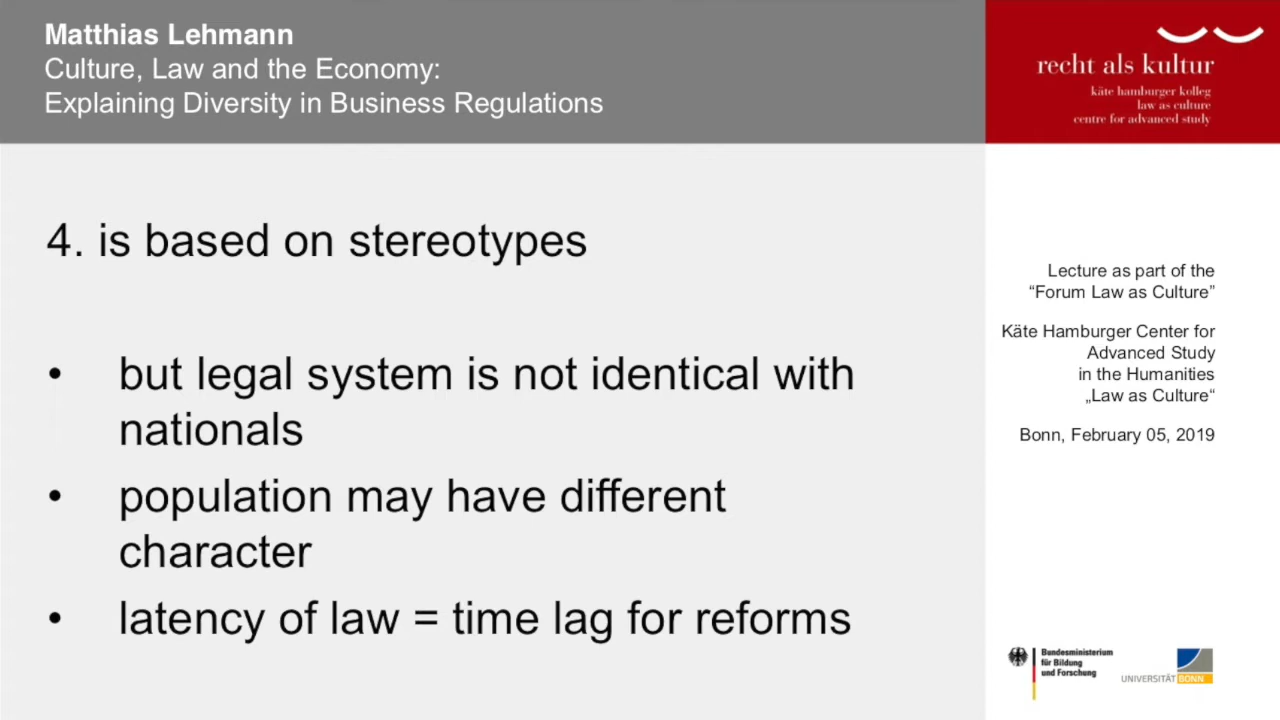 Matthias Lehmann
Culture, Law and the Economy:
Explaining Diversity in Business Regulations
recht als kultur
käte hamburger kolleg
law as culture
centre for advanced study
4. is based on stereotypes
• but legal system is not identical with
nationals
• population may have different
character
• latency of law = time lag for reforms
Lecture as part of the
“Forum Law as Culture”
Käte Hamburger Center for
Advanced Study
in the Humanities
„Law as Culture“
Bonn, February 05, 2019
Bundesministerium
für Bildung
und Forschung
UNIVERSITÄT BONN